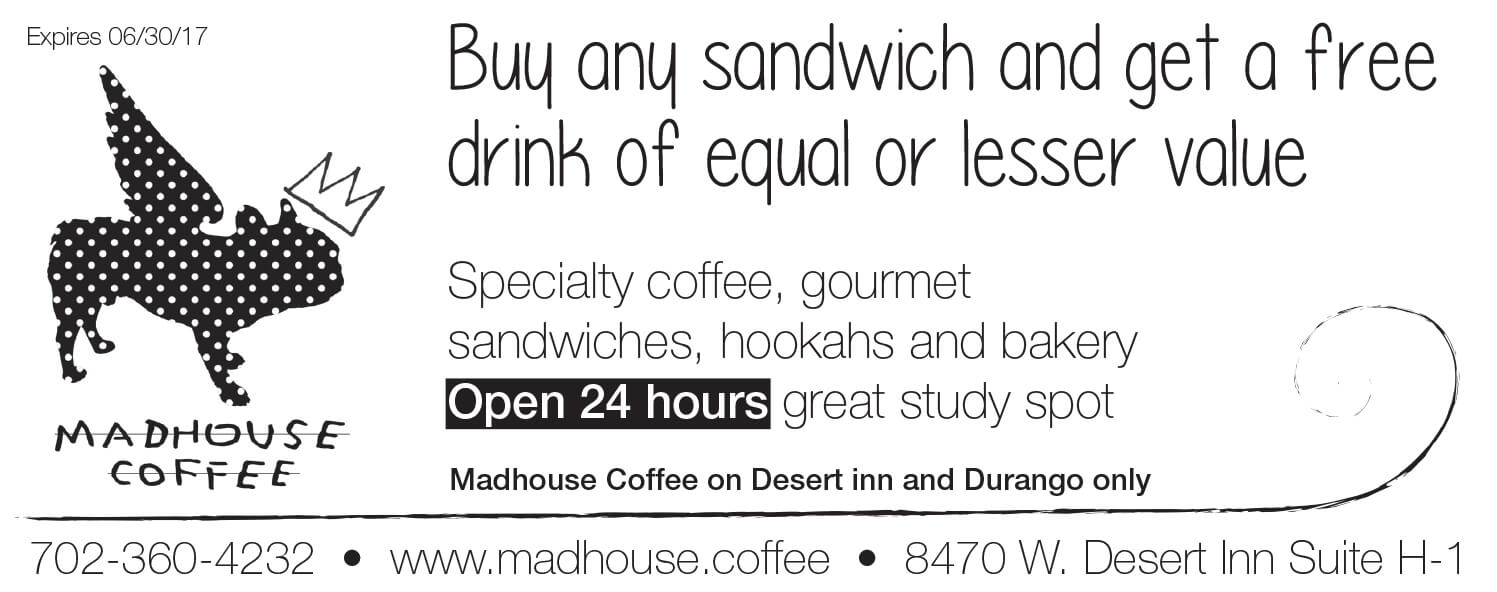 Expires 06/30/17
Buy any sandwich and get a free
drink of equal or lesser value
Specialty coffee, gourmet
sandwiches, hookahs and bakery
Open 24 hours great study spot
MADHOUSE
COFFEE
Madhouse Coffee on Desert inn and Durango only
702-360-4232 • www.madhouse.coffee • 8470 W. Desert Inn Suite H-1